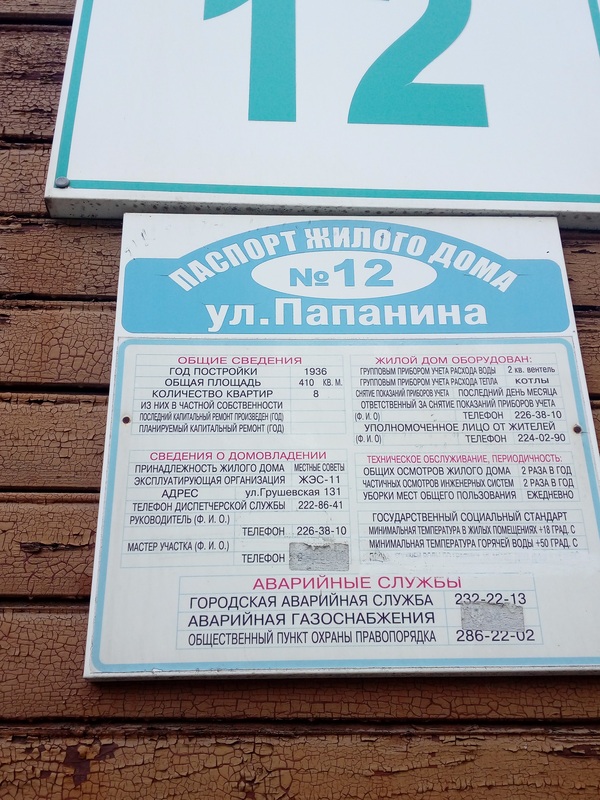 12
ПАСПОРТ ЖИЛОГО ДОМА
№12
ул.Папанина
ОБЩИЕ СВЕДЕНИЯ
ГОД ПОСТРОЙКИ 1936
ОБЩАЯ ПЛОЩАДЬ 410 КВ. М.
КОЛИЧЕСТВО КВАРТИР 8
ИЗ НИХ В ЧАСТНОЙ СОБСТВЕННОСТИ
ПОСЛЕДНИЙ КАПИТАЛЬНЫЙ РЕМОНТ ПРОИЗВЕДЕН (ГОД)
ПЛАНИРУЕМЫЙ КАПИТАЛЬНЫЙ РЕМОНТ (ГОД)
СВЕДЕНИЯ О ДОМОВЛАДЕНИИ
ПРИНАДЛЕЖНОСТЬ ЖИЛОГО ДОМА МЕСТНЫЕ СОВЕТЫ
ЭКСПЛУАТИРУЮЩАЯ ОРГАНИЗАЦИЯ ЖЭС-11
АДРЕС ул.Грушевская 131
ТЕЛЕФОН ДИСПЕТЧЕРСКОЙ СЛУЖБЫ 222-86-41
РУКОВОДИТЕЛЬ (Ф. И. О.)
ТЕЛЕФОН 226-38-10
МАСТЕР УЧАСТКА (Ф. И. О.)
ТЕЛЕФОН
ЖИЛОЙ ДОМ ОБОРУДОВАН:
ГРУППОВЫМ ПРИБОРОМ УЧЕТА РАСХОДА ВОДЫ 2 кв. вентель
ГРУППОВЫМ ПРИБОРОМ УЧЕТА РАСХОДА ТЕПЛА КОТЛЫ
СНЯТИЕ ПОКАЗАНИЙ ПРИБОРОВ УЧЕТА ПОСЛЕДНИЙ ДЕНЬ МЕСЯЦА
ОТВЕТСТВЕННЫЙ ЗА СНЯТИЕ ПОКАЗАНИЙ ПРИБОРОВ УЧЕТА
(Ф. И. О) ТЕЛЕФОН 226-38-10
УПОЛНОМОЧЕННОЕ ЛИЦО ОТ ЖИТЕЛЕЙ
(Ф. И. О) ТЕЛЕФОН 224-02-90
ТЕХНИЧЕСКОЕ ОБСЛУЖИВАНИЕ, ПЕРИОДИЧНОСТЬ:
ОБЩИХ ОСМОТРОВ ЖИЛОГО ДОМА 2 РАЗА В ГОД
ЧАСТИЧНЫХ ОСМОТРОВ ИНЖЕНЕРНЫХ СИСТЕМ 2 РАЗА В ГОД
УБОРКИ МЕСТ ОБЩЕГО ПОЛЬЗОВАНИЯ ЕЖЕДНЕВНО
ГОСУДАРСТВЕННЫЙ СОЦИАЛЬНЫЙ СТАНДАРТ
МИНИМАЛЬНАЯ ТЕМПЕРАТУРА В ЖИЛЫХ ПОМЕЩЕНИЯХ +18 ГРАД. С
МИНИМАЛЬНАЯ ТЕМПЕРАТУРА ГОРЯЧЕЙ ВОДЫ +50 ГРАД. С
АВАРИЙНЫЕ СЛУЖБЫ
ГОРОДСКАЯ АВАРИЙНАЯ СЛУЖБА 232-22-13
АВАРИЙНАЯ ГАЗОСНАБЖЕНИЯ
ОБЩЕСТВЕННЫЙ ПУНКТ ОХРАНЫ ПРАВОПОРЯДКА 286-22-02